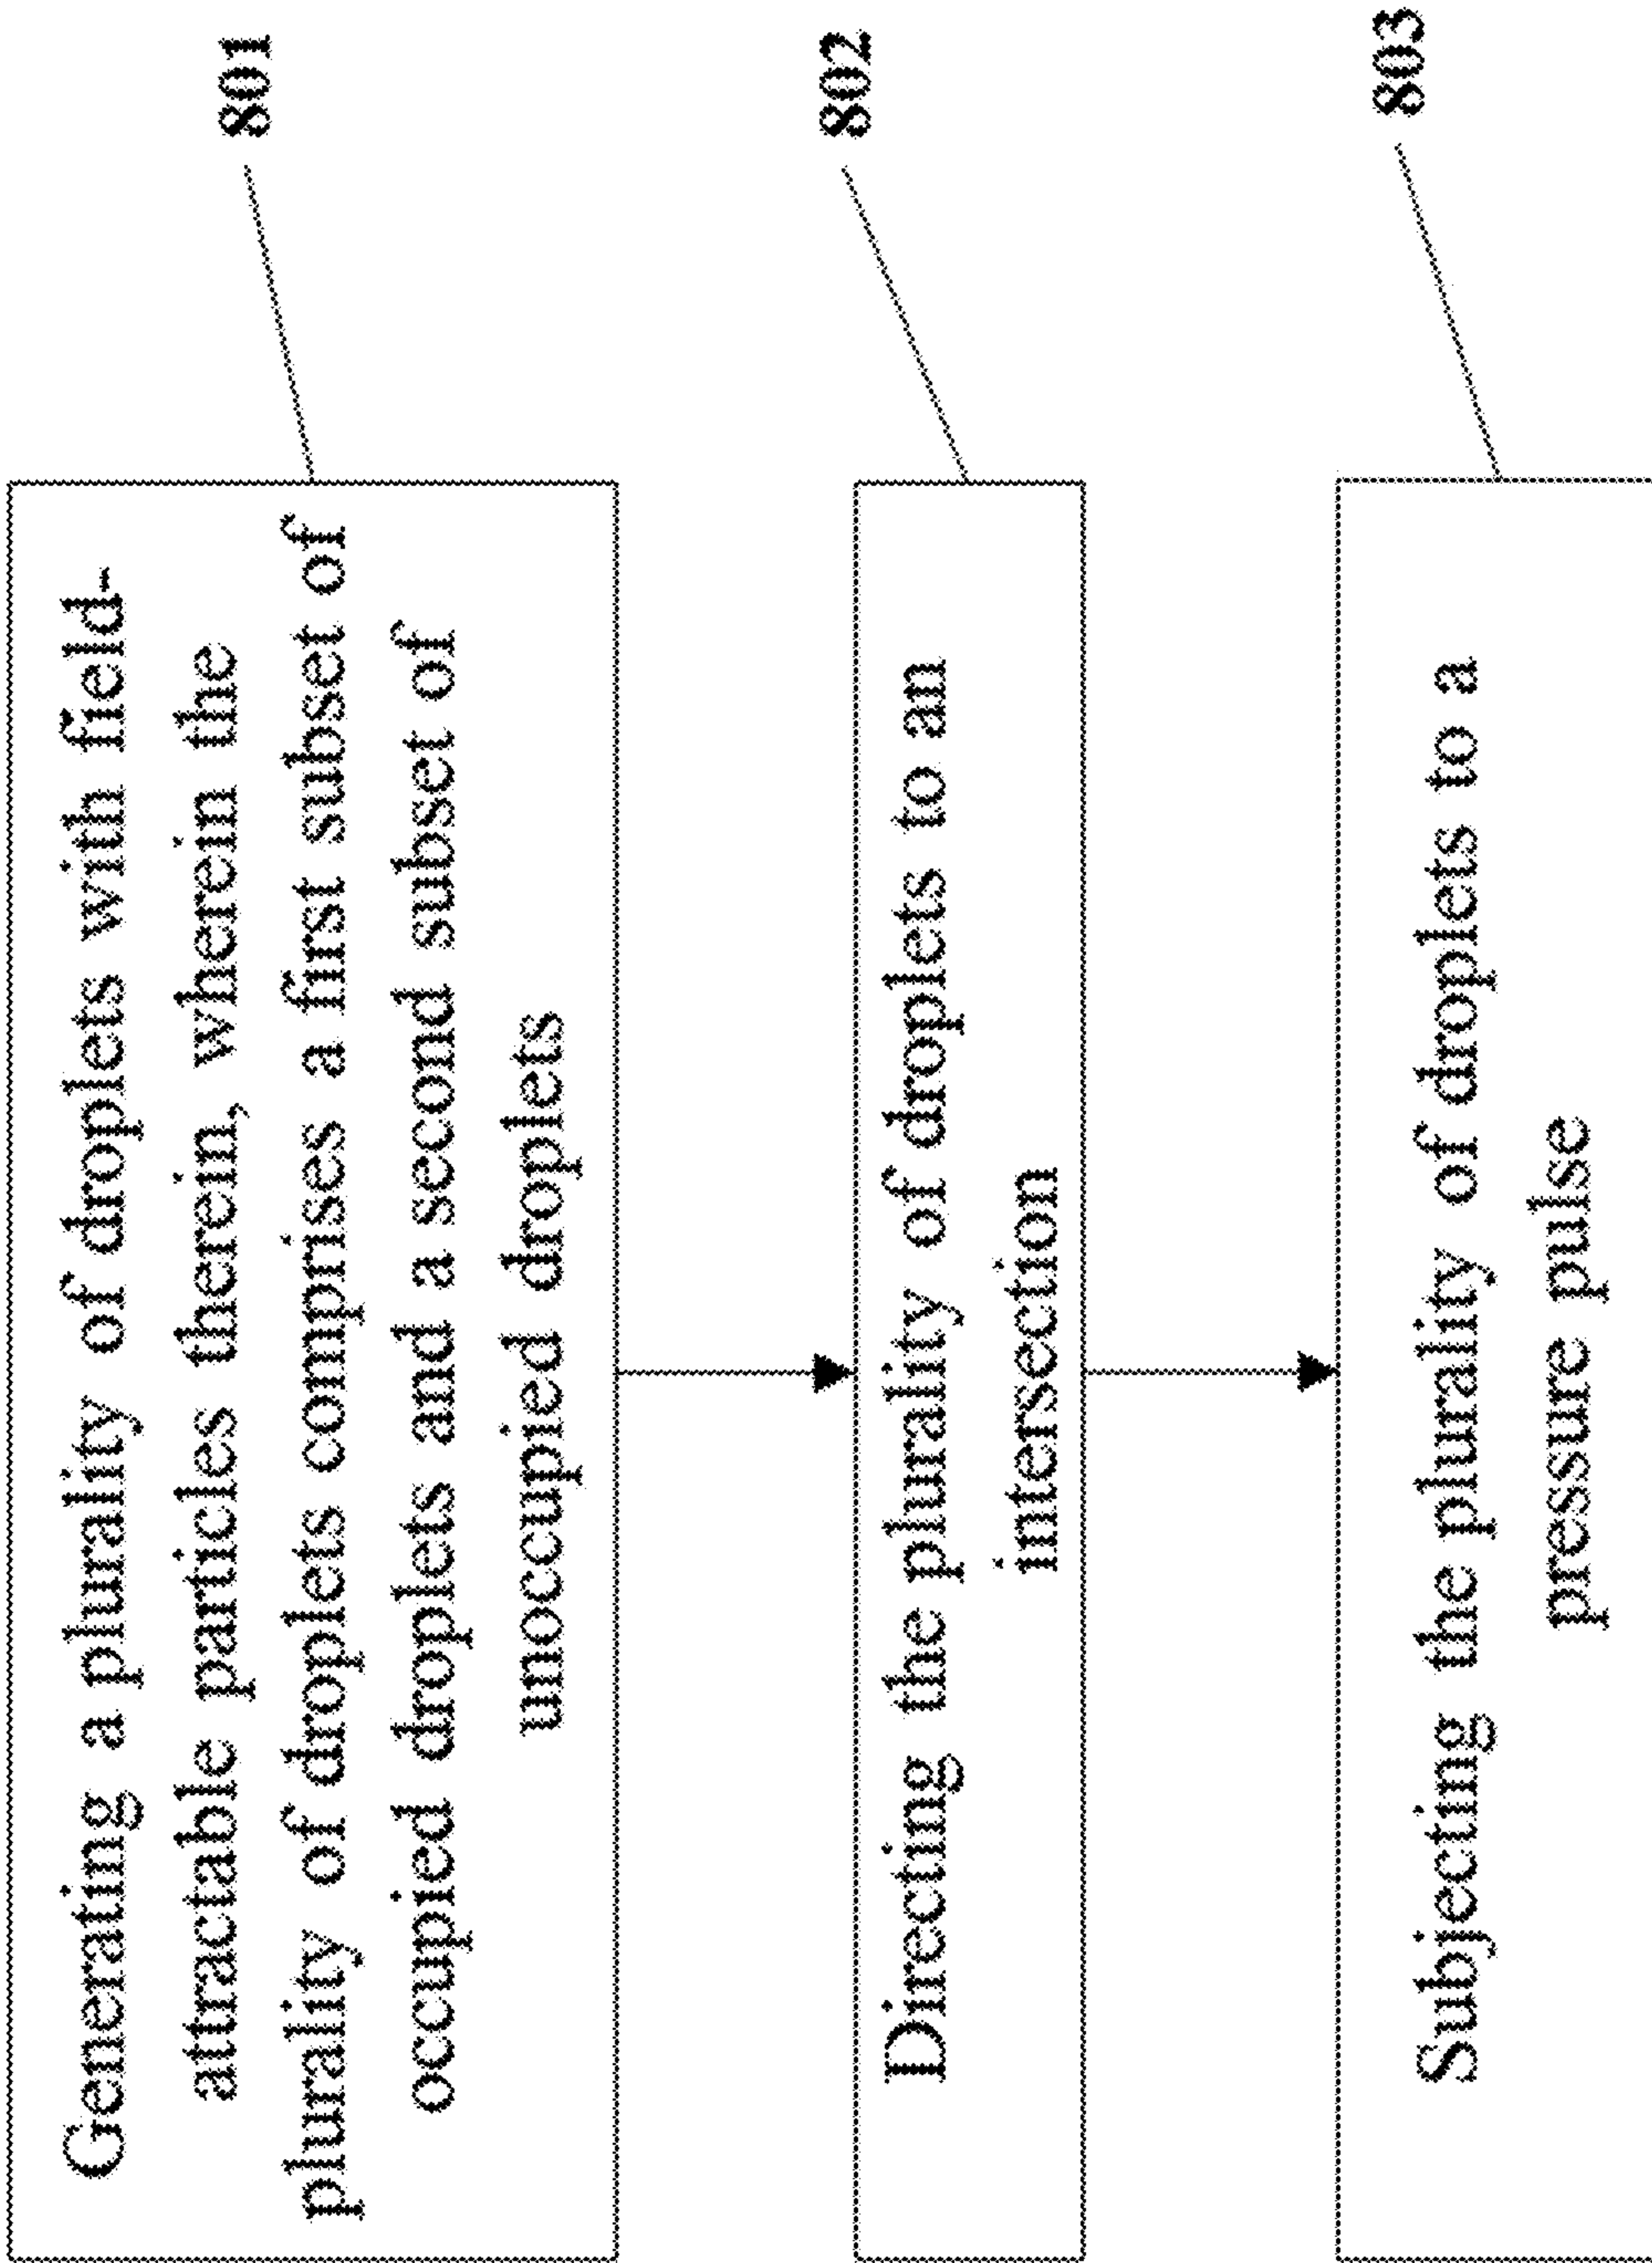 Generating a plurality of droplets with field-
attractable particles therein, wherein the
plurality of droplets comprises a first subset of
occupied droplets and a second subset of
unoccupied droplets
801
Directing the plurality of droplets to an
intersection
802
Subjecting the plurality of droplets to a
pressure pulse
803